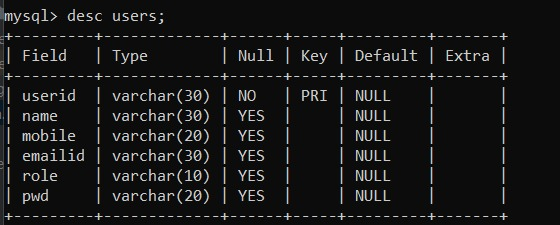 mysql> desc users;
+---------+-------------+------+-----+---------+-------+
| Field   | Type        | Null | Key | Default | Extra |
+---------+-------------+------+-----+---------+-------+
| userid  | varchar(30) | NO   | PRI | NULL    |       |
| name    | varchar(30) | YES  |     | NULL    |       |
| mobile  | varchar(20) | YES  |     | NULL    |       |
| emailid | varchar(30) | YES  |     | NULL    |       |
| role    | varchar(10) | YES  |     | NULL    |       |
| pwd     | varchar(20) | YES  |     | NULL    |       |
+---------+-------------+------+-----+---------+-------+